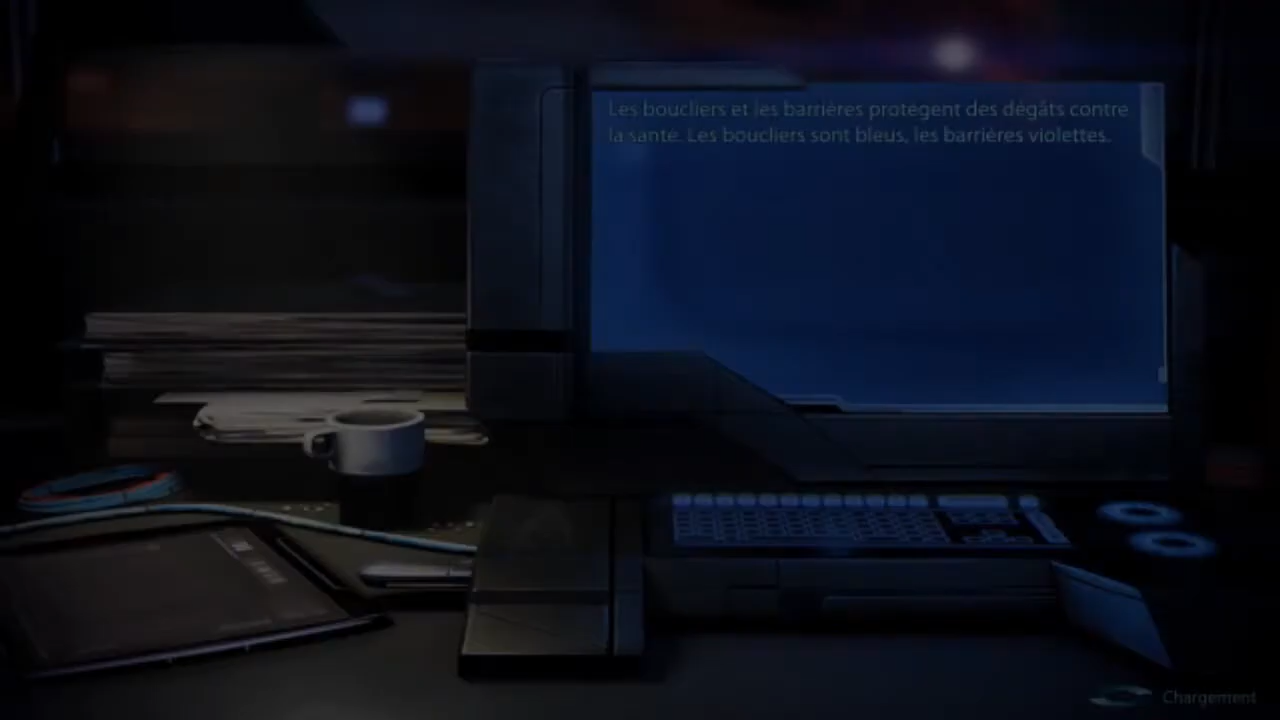 Les boucliers et les barrières protègent des dégâts contre
la santé. Les boucliers sont bleus, les barrières violettes.
Chargement